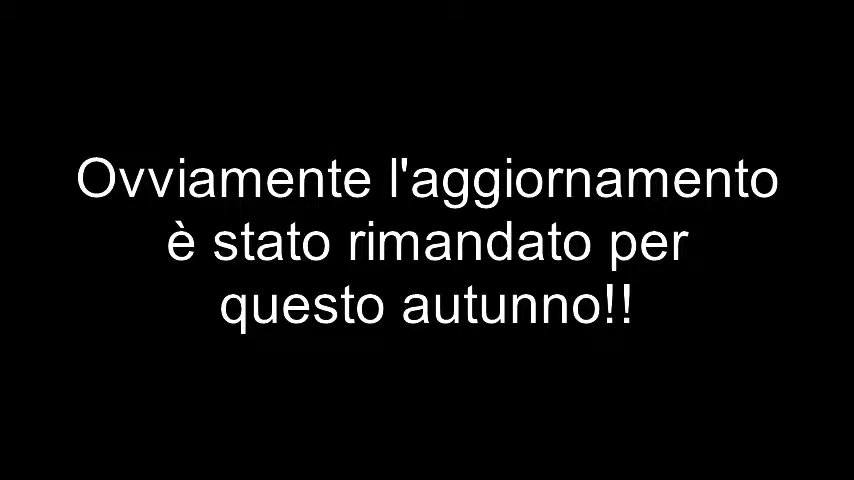 Ovviamente l'aggiornamento
è stato rimandato per
questo autunno!!